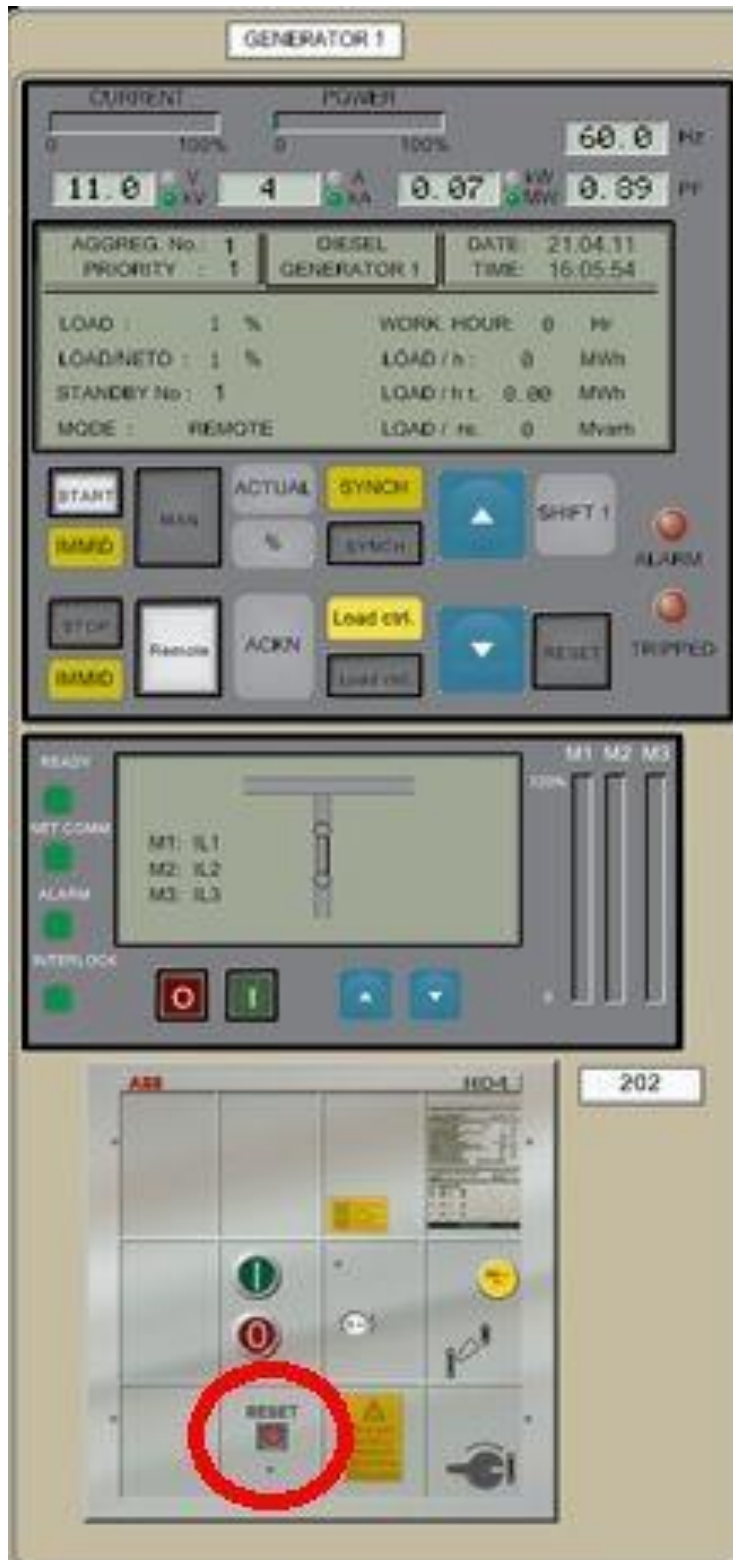 GENERATOR 1
CURRENT POWER
0 100% 0 100% 60.0 Hz
11.0 V kV 4 A kA 0.07 kW MW 0.89 PF
AGGREG. No.: 1 DIESEL GENERATOR 1 DATE: 21.04.11
PRIORITY : 1 TIME: 16:05:54
LOAD : 1 % WORK. HOUR: 0 Hr
LOAD/NETO : 1 % LOAD / h : 0 MWh
STANDBY No : 1 LOAD / h t. 0.00 MWh
MODE : REMOTE LOAD / re. 0 Mvarh
START MAN ACTUAL SYNCH SHIFT 1
IMMID % SYNCH ALARM
STOP Remote ACKN Load ctrl. RESET TRIPPED
IMMID Load ctrl.
READY M1 M2 M3
NET COMM
M1: IL1
M2: IL2
M3: IL3
ALARM
INTERLOCK
O I 0
ABB 202
I
O
RESET